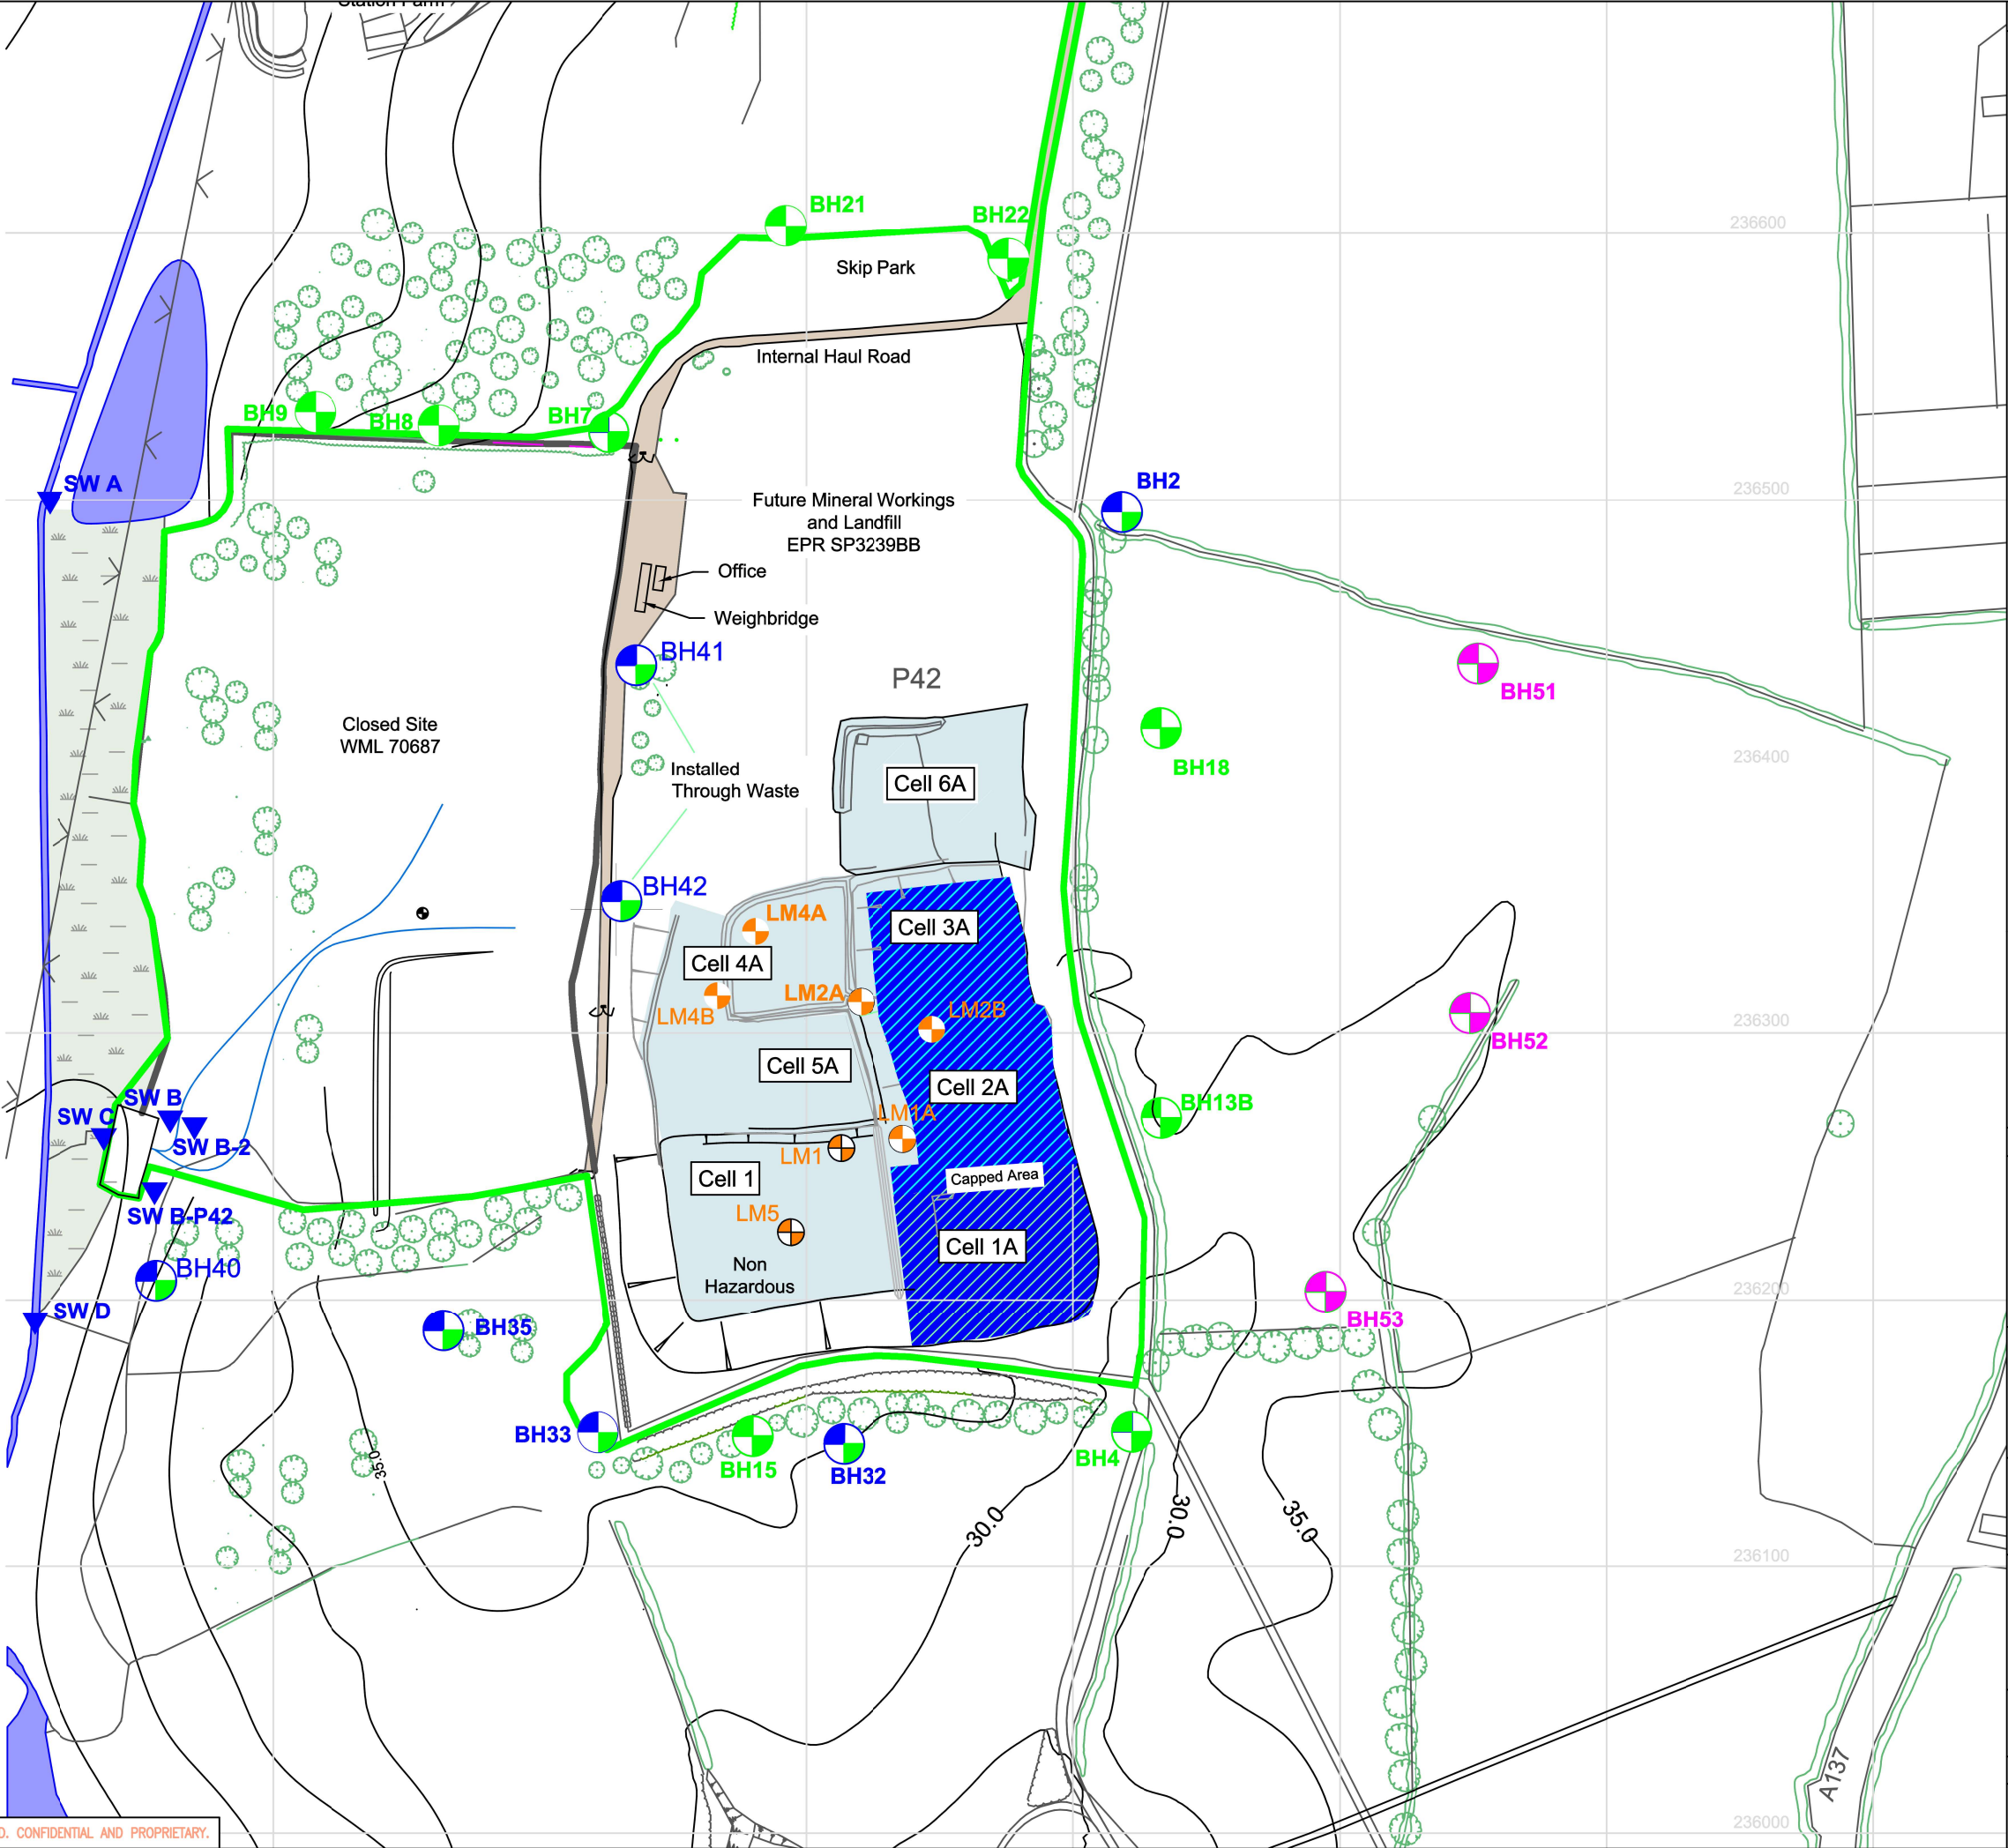 Station Farm
BH21
BH22
236600
Skip Park
Internal Haul Road
BH9
BH8
BH7
SW A
BH2
236500
Future Mineral Workings
and Landfill
EPR SP3239BB
Office
Weighbridge
BH41
P42
BH51
Closed Site
WML 70687
BH18
236400
Installed
Through Waste
Cell 6A
BH42
LM4A
Cell 3A
Cell 4A
LM2A
LM4B
LM2B
236300
BH52
Cell 5A
Cell 2A
SW B
SW C
SW B-2
LM1A
BH13B
LM1
Cell 1
Capped Area
SW B-P42
LM5
Cell 1A
BH40
Non
Hazardous
236200
SW D
BH35
BH53
BH33
BH15
BH32
BH4
35.0
30.0
30.0
35.0
236100
A137
236000
D. CONFIDENTIAL AND PROPRIETARY.